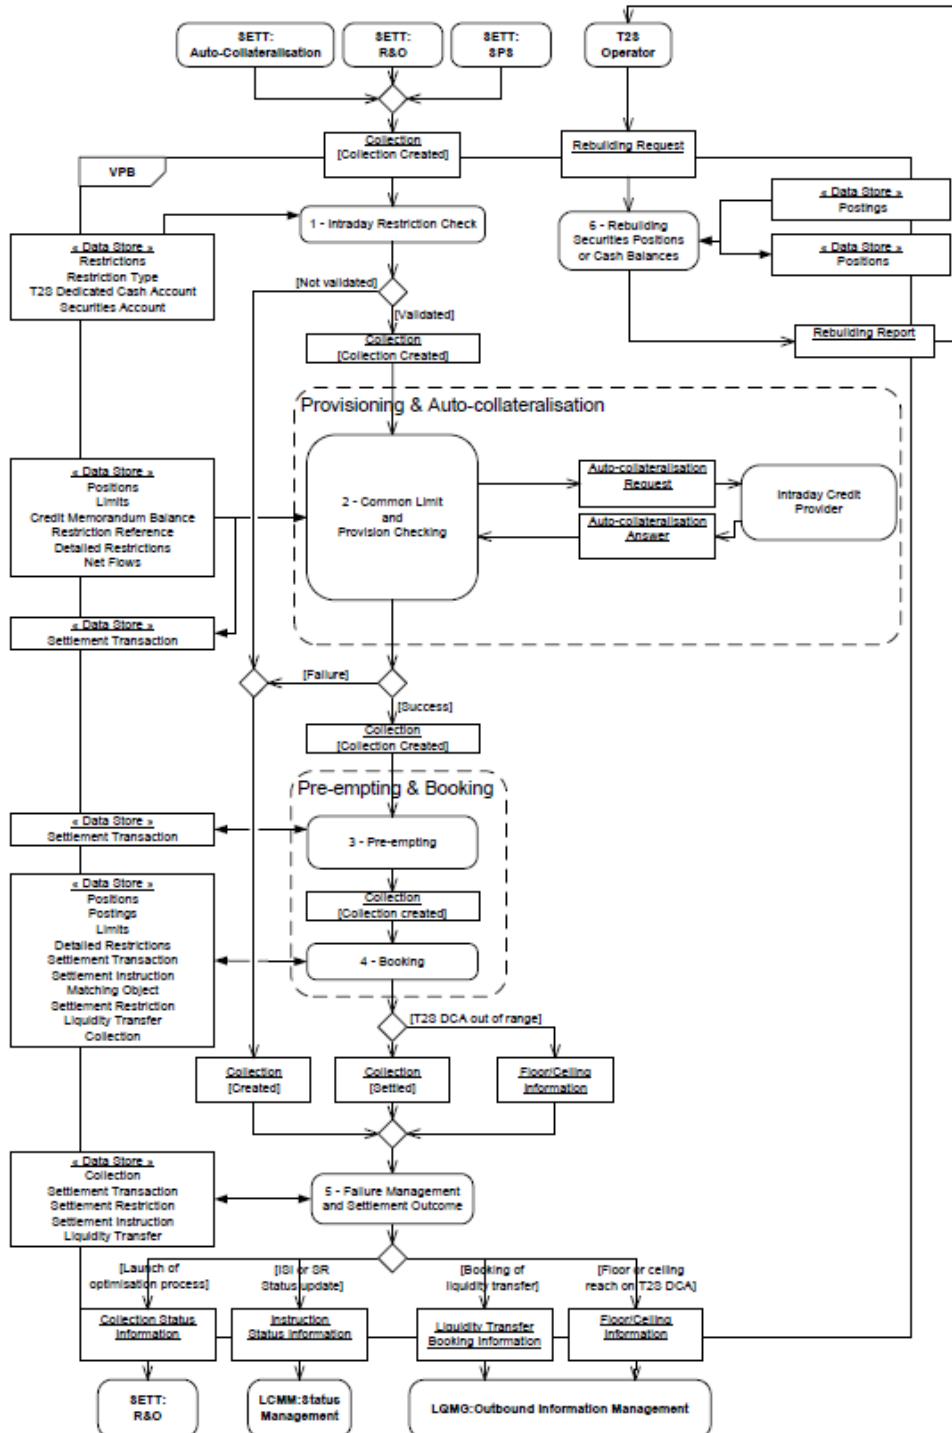 SETT:
Auto-Collateralisation
SETT:
R&O
SETT:
SPS
T2S
Operator
Collection
[Collection Created]
Rebuilding Request
VPB
1 - Intraday Restriction Check
« Data Store »
Postings
6 - Rebuilding
Securities Positions
or Cash Balances
« Data Store »
Positions
« Data Store »
Restrictions
Restriction Type
T2S Dedicated Cash Account
Securities Account
[Not validated]
[Validated]
Collection
[Collection Created]
Rebuilding Report
Provisioning & Auto-collateralisation
« Data Store »
Positions
Limits
Credit Memorandum Balance
Restriction Reference
Detailed Restrictions
Net Flows
2 - Common Limit
and
Provision Checking
Auto-collateralisation
Request
Auto-collateralisation
Answer
Intraday Credit
Provider
« Data Store »
Settlement Transaction
[Failure]
[Success]
Collection
[Collection Created]
Pre-empting & Booking
« Data Store »
Settlement Transaction
3 - Pre-empting
Collection
[Collection created]
« Data Store »
Positions
Postings
Limits
Detailed Restrictions
Settlement Transaction
Settlement Instruction
Matching Object
Settlement Restriction
Liquidity Transfer
Collection
4 - Booking
[T2S DCA out of range]
Collection
[Created]
Collection
[Settled]
Floor/Ceiling
Information
« Data Store »
Collection
Settlement Transaction
Settlement Restriction
Settlement Instruction
Liquidity Transfer
5 - Failure Management
and Settlement Outcome
[Launch of
optimisation process]
[ISI or SR
Status update]
[Booking of
liquidity transfer]
[Floor or ceiling
reach on T2S DCA]
Collection Status
Information
Instruction
Status Information
Liquidity Transfer
Booking Information
Floor/Ceiling
Information
SETT:
R&O
LCMM:Status
Management
LQMG:Outbound Information Management